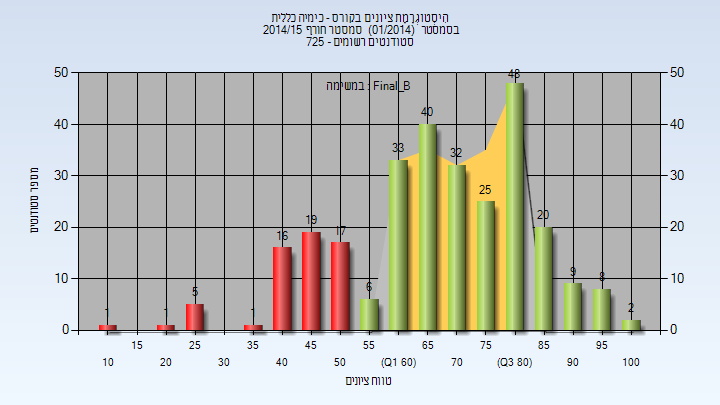 הִיסְטוֹגְרָמַת ציונים בקורס - כימיה כללית
בסמסטר (01/2014) סמסטר חורף 2014/15
סטודנטים רשומים - 725
במשימה : Final_B
מספר סטודנטים
50 50
40 40
30 30
20 20
10 10
0 0
1 1 5 1 16 19 17 6 33 40 32 25 48 20 9 8 2
15 25 35 45 55 65 75 85 95
10 20 30 40 50 (Q1 60) 70 (Q3 80) 90 100
טווח ציונים